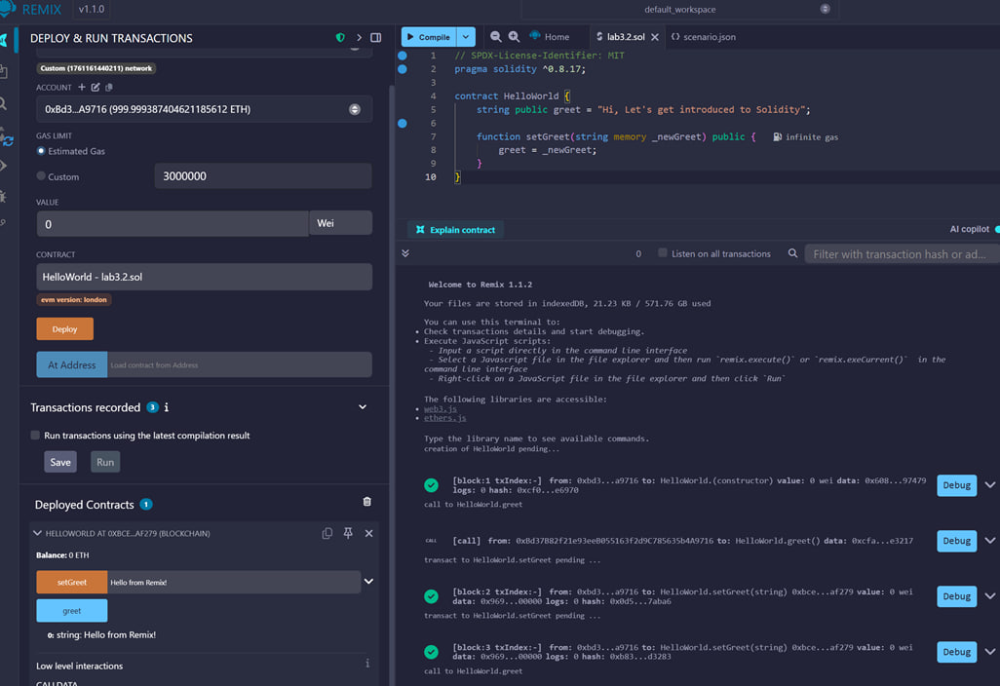 REMIX v1.1.0
default_workspace
DEPLOY & RUN TRANSACTIONS
Custom (1761161440211) network
ACCOUNT
0xBd3...A9716 (999.999387404621185612 ETH)
GAS LIMIT
Estimated Gas
Custom 3000000
VALUE
0 Wei
CONTRACT
HelloWorld - lab3.2.sol
evm version: london
Deploy
At Address Load contract from Address
Transactions recorded 3 i
Run transactions using the latest compilation result
Save Run
Deployed Contracts 1
HELLOWORLD AT 0XBCE...AF279 (BLOCKCHAIN)
Balance: 0 ETH
setGreet Hello from Remix!
greet
0: string: Hello from Remix!
Low level interactions i
CALLDATA
Compile Home lab3.2.sol scenario.json
1 // SPDX-License-Identifier: MIT
2 pragma solidity ^0.8.17;
3
4 contract HelloWorld {
5 string public greet = "Hi, Let's get introduced to Solidity";
6
7 function setGreet(string memory _newGreet) public { infinite gas
8 greet = _newGreet;
9 }
10 }
Explain contract AI copilot
0 Listen on all transactions Filter with transaction hash or ad...
Welcome to Remix 1.1.2
Your files are stored in indexedDB, 21.23 KB / 571.76 GB used
You can use this terminal to:
• Check transactions details and start debugging.
• Execute JavaScript scripts:
- Input a script directly in the command line interface
- Select a Javascript file in the file explorer and then run `remix.execute()` or `remix.exeCurrent()` in the
command line interface
- Right-click on a JavaScript file in the file explorer and then click `Run`
The following libraries are accessible:
• web3.js
• ethers.js
Type the library name to see available commands.
creation of HelloWorld pending...
[block:1 txIndex:-] from: 0xbd3...a9716 to: HelloWorld.(constructor) value: 0 wei data: 0x608...97479
logs: 0 hash: 0xcf0...e6970
Debug
call to HelloWorld.greet
CALL [call] from: 0xBd37B82f21e93eeB055163f2d9C785635b4A9716 to: HelloWorld.greet() data: 0xcfa...e3217
Debug
transact to HelloWorld.setGreet pending ...
[block:2 txIndex:-] from: 0xbd3...a9716 to: HelloWorld.setGreet(string) 0xbce...af279 value: 0 wei
data: 0x969...00000 logs: 0 hash: 0x0d5...7aba6
Debug
transact to HelloWorld.setGreet pending ...
[block:3 txIndex:-] from: 0xbd3...a9716 to: HelloWorld.setGreet(string) 0xbce...af279 value: 0 wei
data: 0x969...00000 logs: 0 hash: 0xb83...d3283
Debug
call to HelloWorld.greet